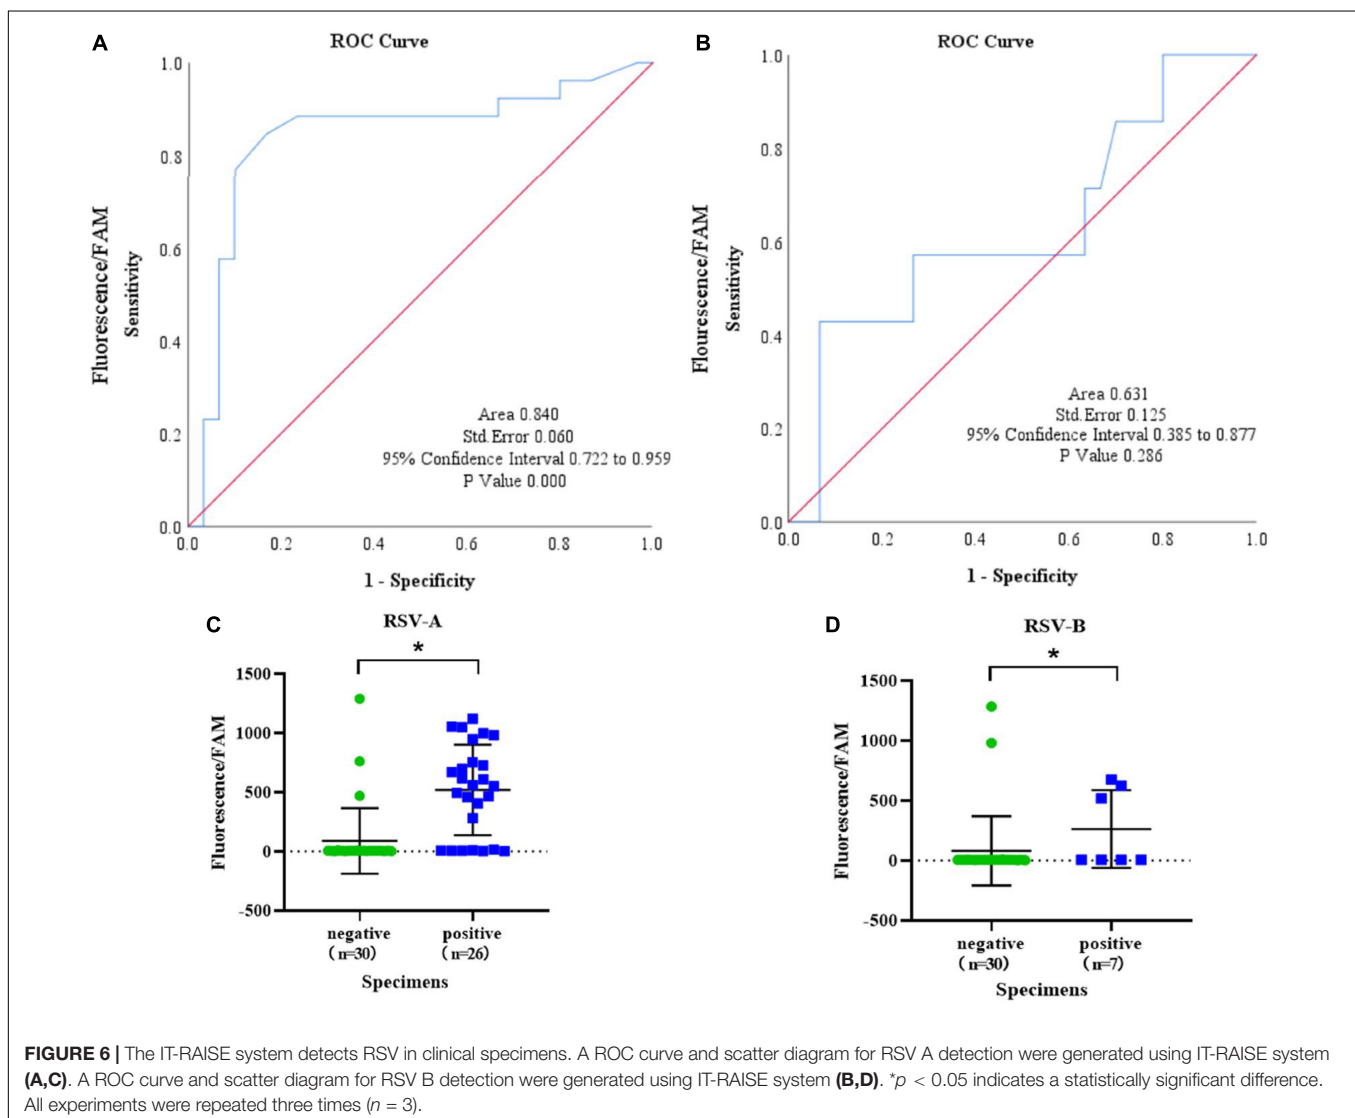 A
ROC Curve
1.0
0.8
0.6
0.4
0.2
0.0
0.0 0.2 0.4 0.6 0.8 1.0
Fluorescence/FAM
Sensitivity
Area 0.840
Std.Error 0.060
95% Confidence Interval 0.722 to 0.959
P Value 0.000
1 - Specificity
B
ROC Curve
1.0
0.8
0.6
0.4
0.2
0.0
0.0 0.2 0.4 0.6 0.8 1.0
Flourescence/FAM
Sensitivity
Area 0.631
Std.Error 0.125
95% Confidence Interval 0.385 to 0.877
P Value 0.286
1 - Specificity
C
RSV-A
*
1500
1000
500
0
-500
Fluorescence/FAM
negative positive
(n=30) (n=26)
Specimens
D
RSV-B
*
1500
1000
500
0
-500
Fluorescence/FAM
negative positive
(n=30) (n=7)
Specimens
FIGURE 6 | The IT-RAISE system detects RSV in clinical specimens. A ROC curve and scatter diagram for RSV A detection were generated using IT-RAISE system
(A,C). A ROC curve and scatter diagram for RSV B detection were generated using IT-RAISE system (B,D). *p < 0.05 indicates a statistically significant difference.
All experiments were repeated three times (n = 3).